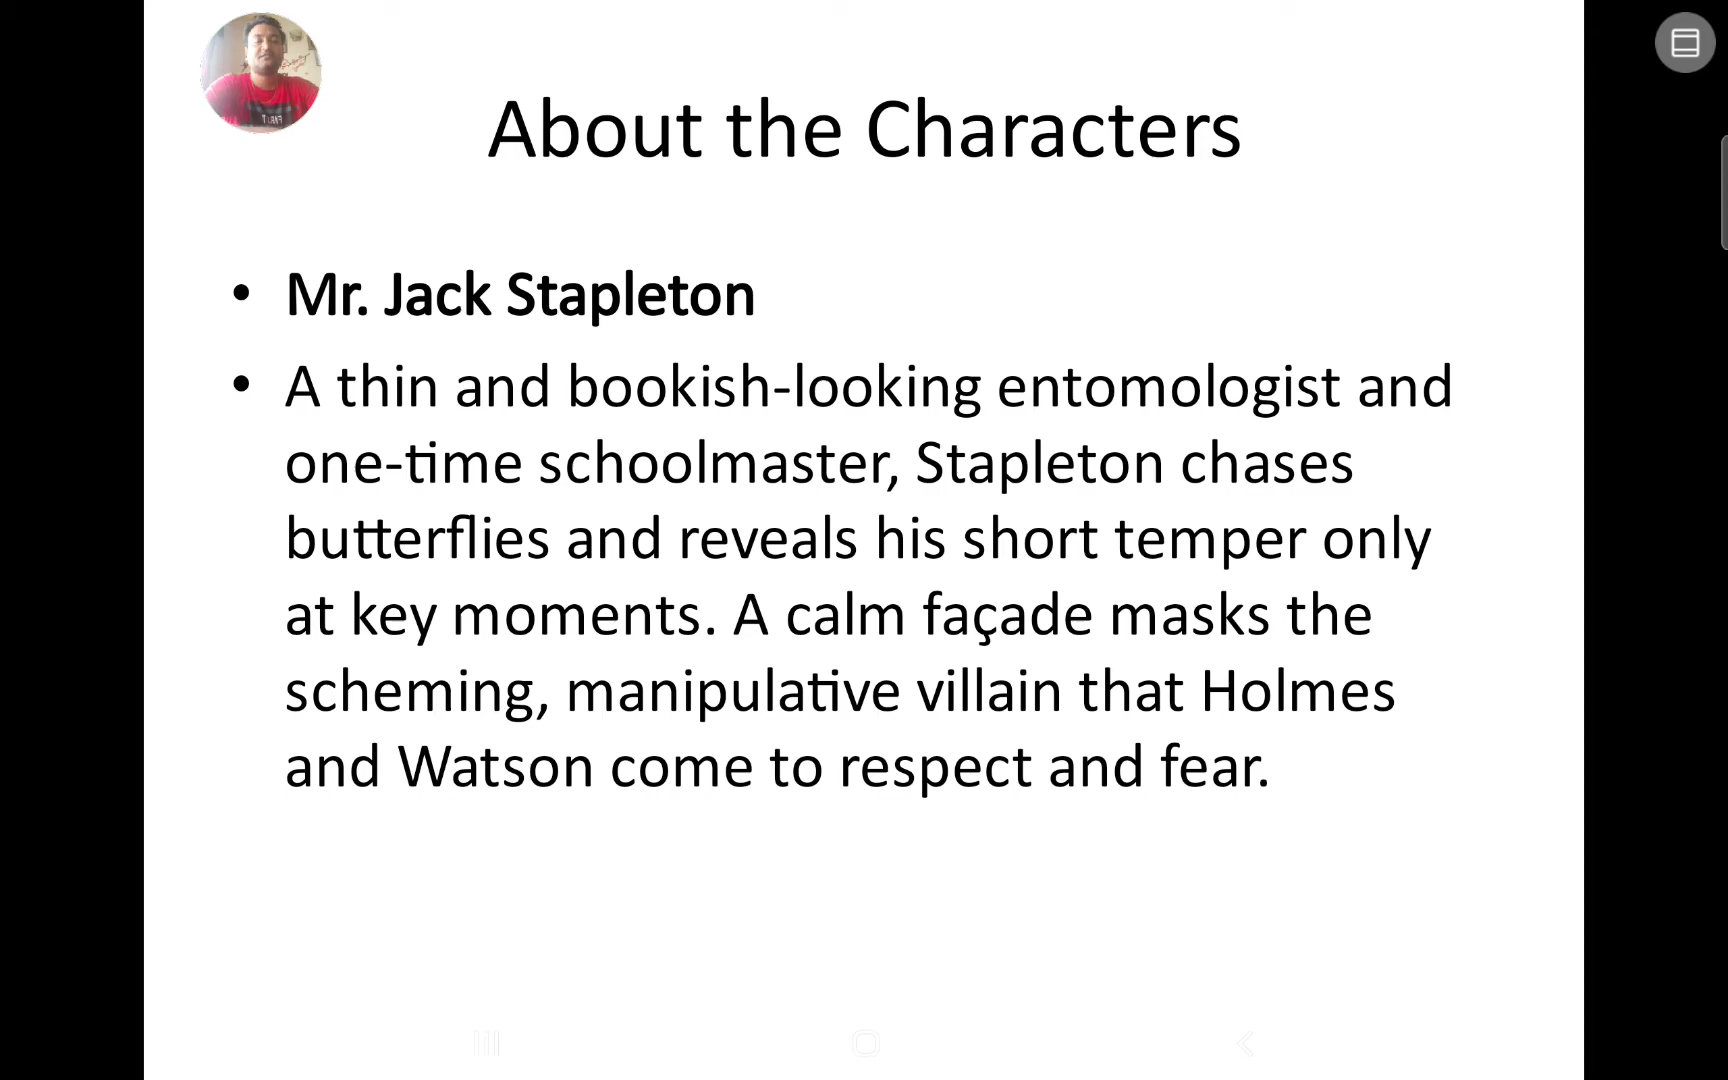 About the Characters
• Mr. Jack Stapleton
• A thin and bookish-looking entomologist and
one-time schoolmaster, Stapleton chases
butterflies and reveals his short temper only
at key moments. A calm façade masks the
scheming, manipulative villain that Holmes
and Watson come to respect and fear.